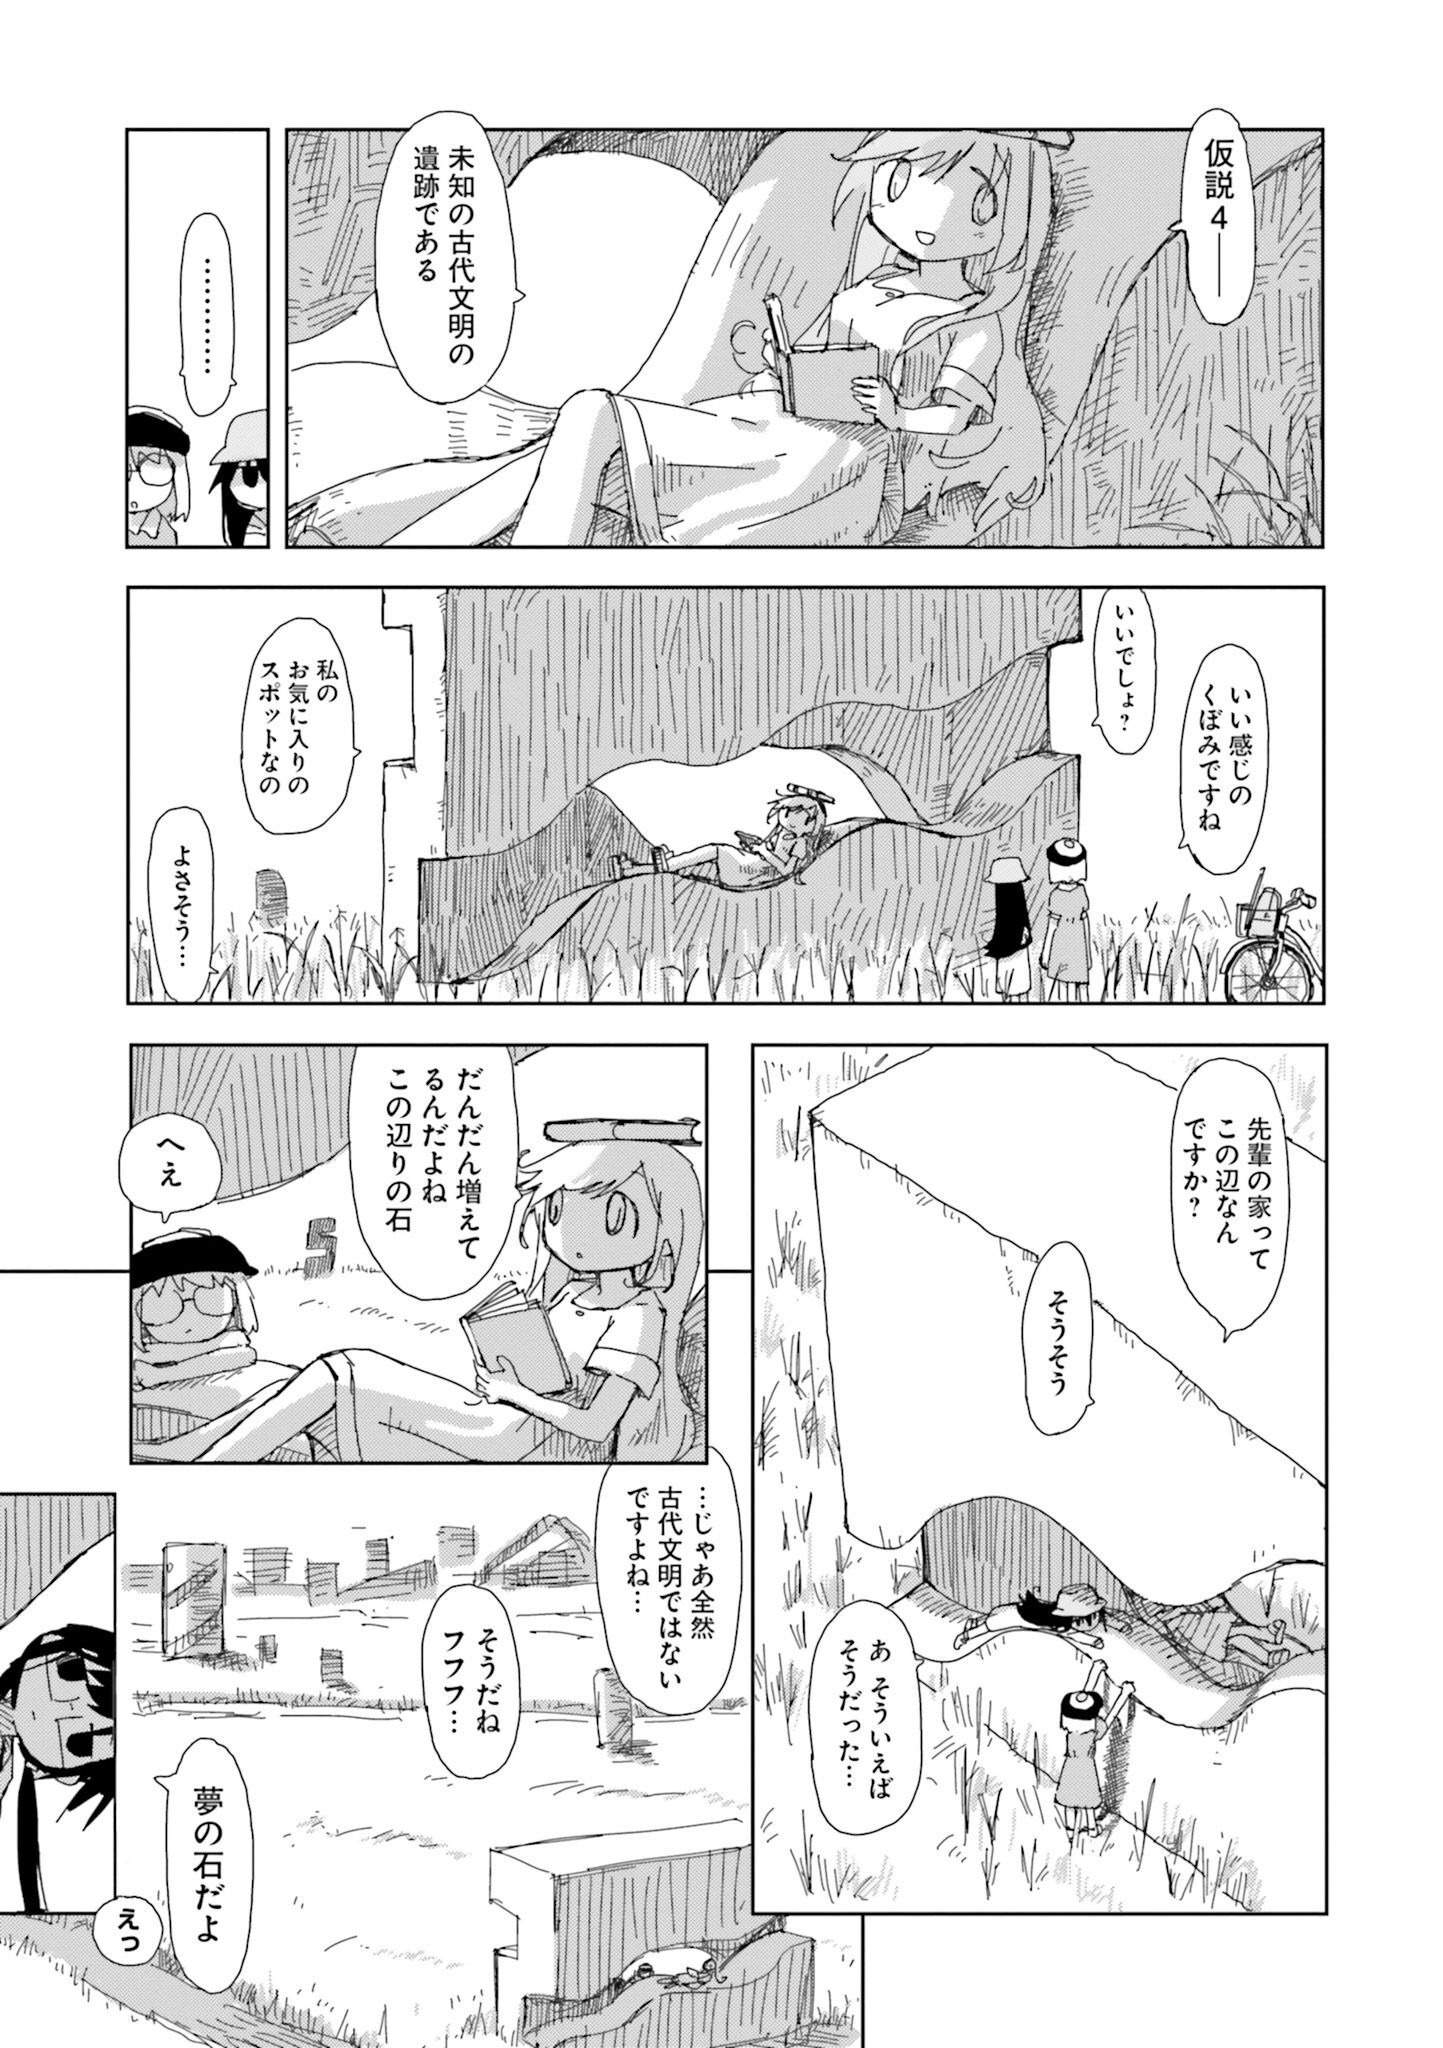 仮説4――
未知の古代文明の
遺跡である
………
いい感じの
くぼみですね
いいでしょ?
私の
お気に入りの
スポットなの
よさそう…
先輩の家って
この辺なん
ですか?
そうそう
あ そういえば
そうだった…
だんだん増えて
るんだよね
この辺りの石
へぇ
…じゃあ全然
古代文明ではない
ですよね…
そうだね
フフフ…
夢の石だよ
えっ